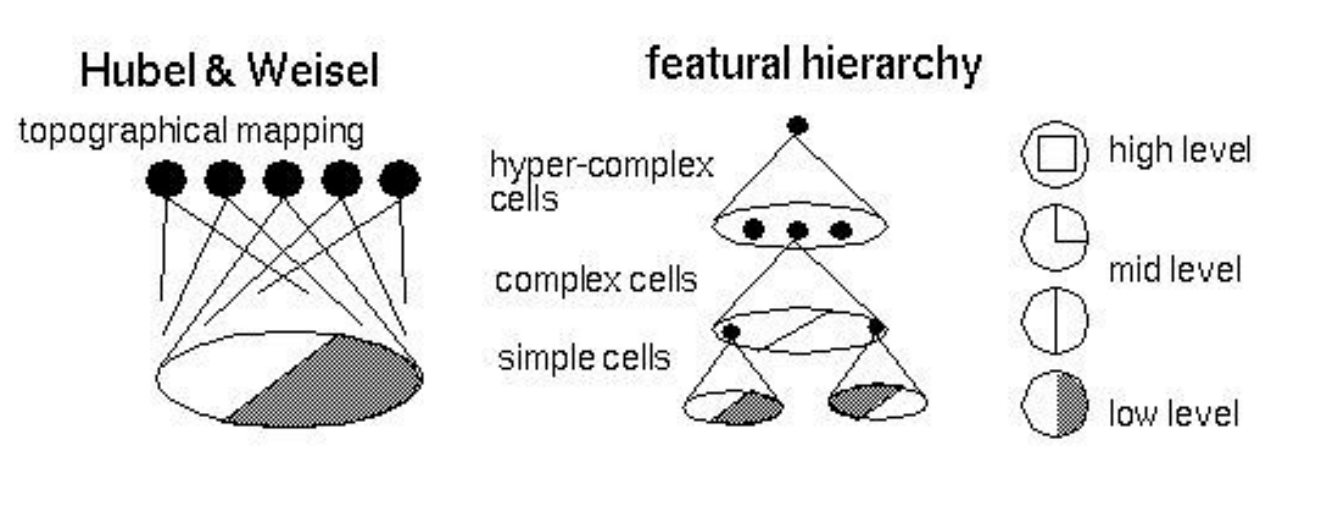 Hubel & Weisel
topographical mapping
featural hierarchy
hyper-complex
cells
complex cells
simple cells
high level
mid level
low level